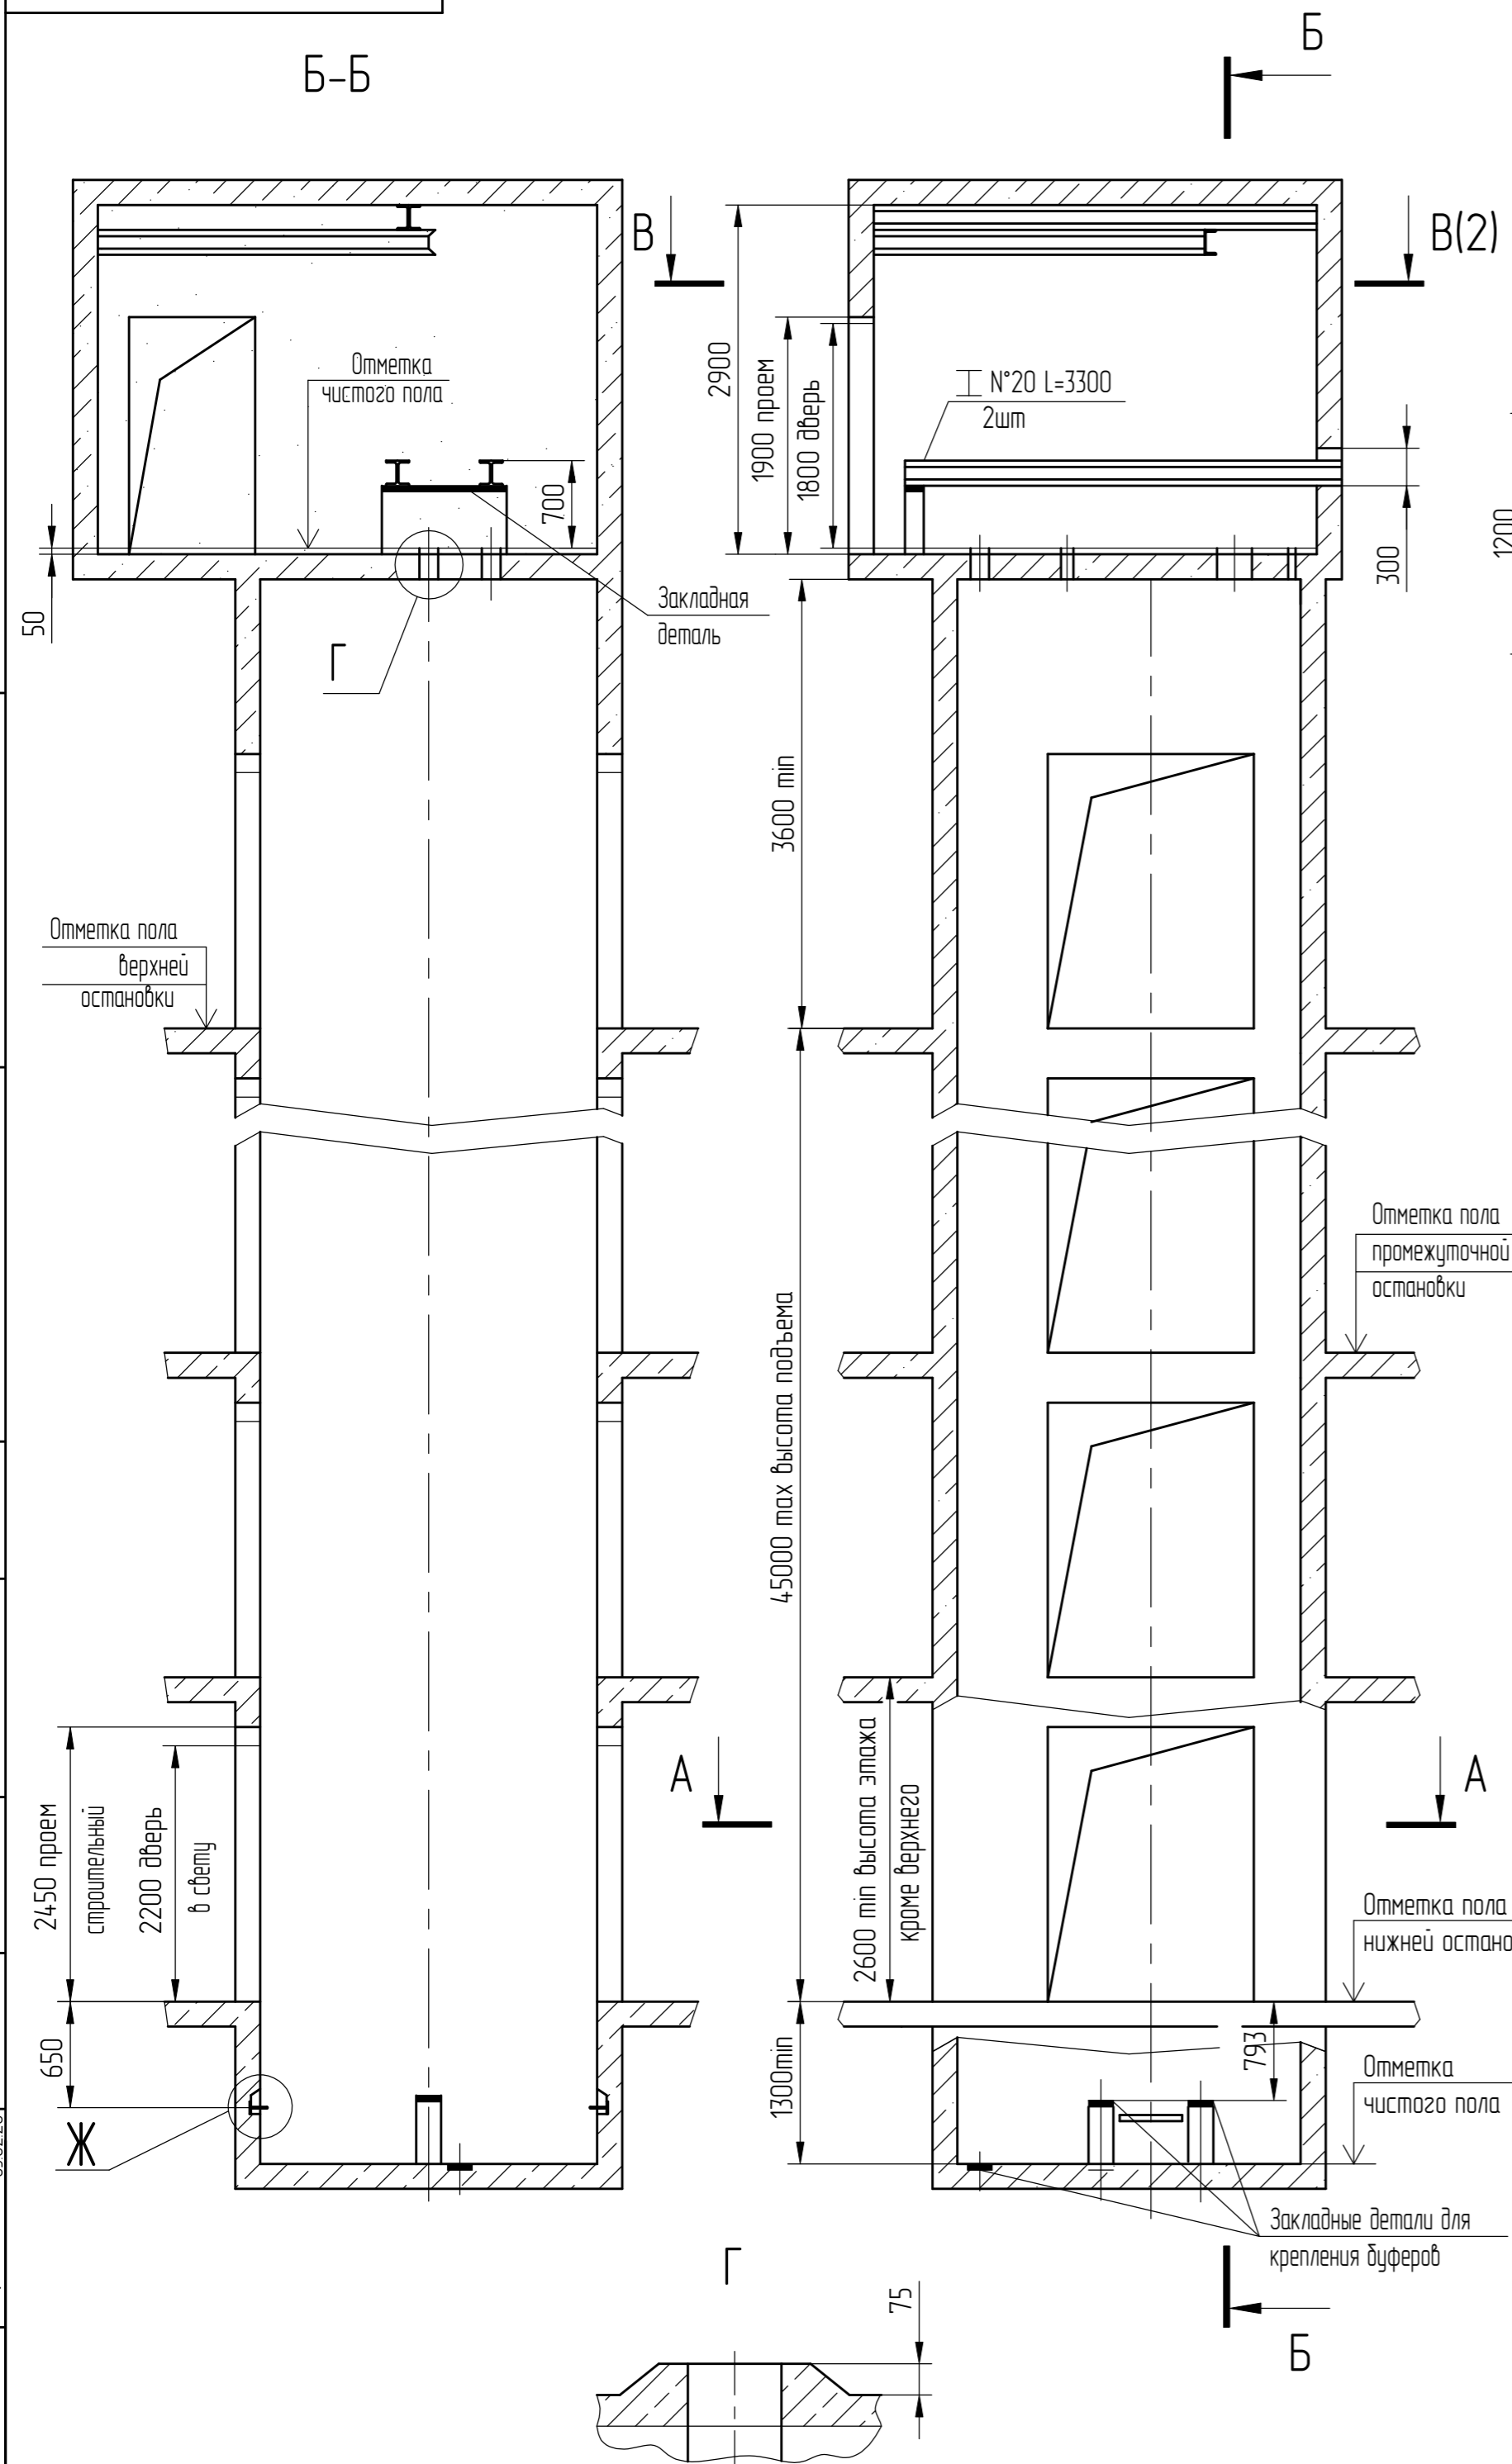 Б-Б
Б
В
В(2)
Отметка
чистого пола
2900
1900 проем
1800 дверь
N°20 L=3300
2шт
700
300
1200
50
Закладная
деталь
Г
3600 min
Отметка пола
верхней
остановки
Отметка пола
промежуточной
остановки
45000 max высота подъема
А
А
2450 проем
строительный
2200 дверь
в свету
2600 min высота этажа
кроме верхнего
Отметка пола
нижней остано
650
1300min
793
Отметка
чистого пола
Ж
Закладные детали для
крепления буферов
Г
75
Б